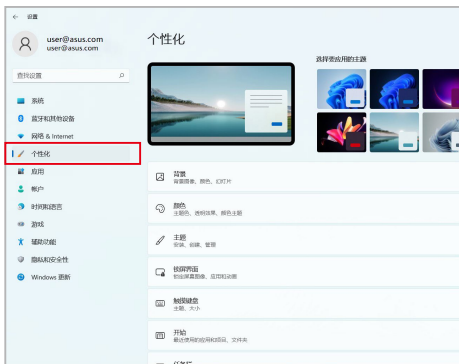 设置
user@asus.com
user@asus.com
查找设置
系统
蓝牙和其他设备
网络 & Internet
个性化
应用
帐户
时间和语言
游戏
辅助功能
隐私和安全性
Windows 更新
个性化
选择要应用的主题
背景
背景图像、颜色、幻灯片
颜色
主题色、透明效果、颜色主题
主题
安装、创建、管理
锁屏界面
锁定屏幕图像、应用和动画
触摸键盘
主题、大小
开始
最近使用的应用和项目、文件夹
任务栏